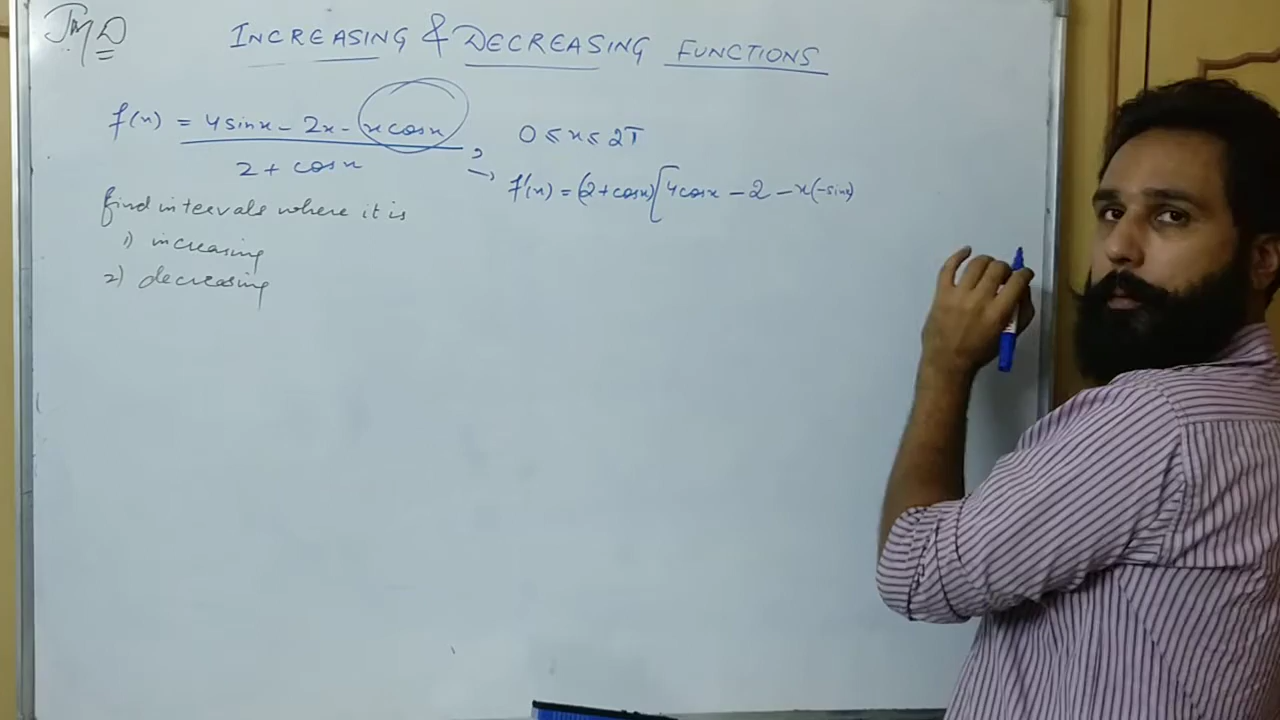 JMD
INCREASING & DECREASING FUNCTIONS
f(x) = 4sinx - 2x - x cosx / 2 + cosx , 0 ≤ x ≤ 2π
→ f'(x) = (2+cosx)[4cosx - 2 - x(-sinx)
find intervals where it is
1) increasing
2) decreasing